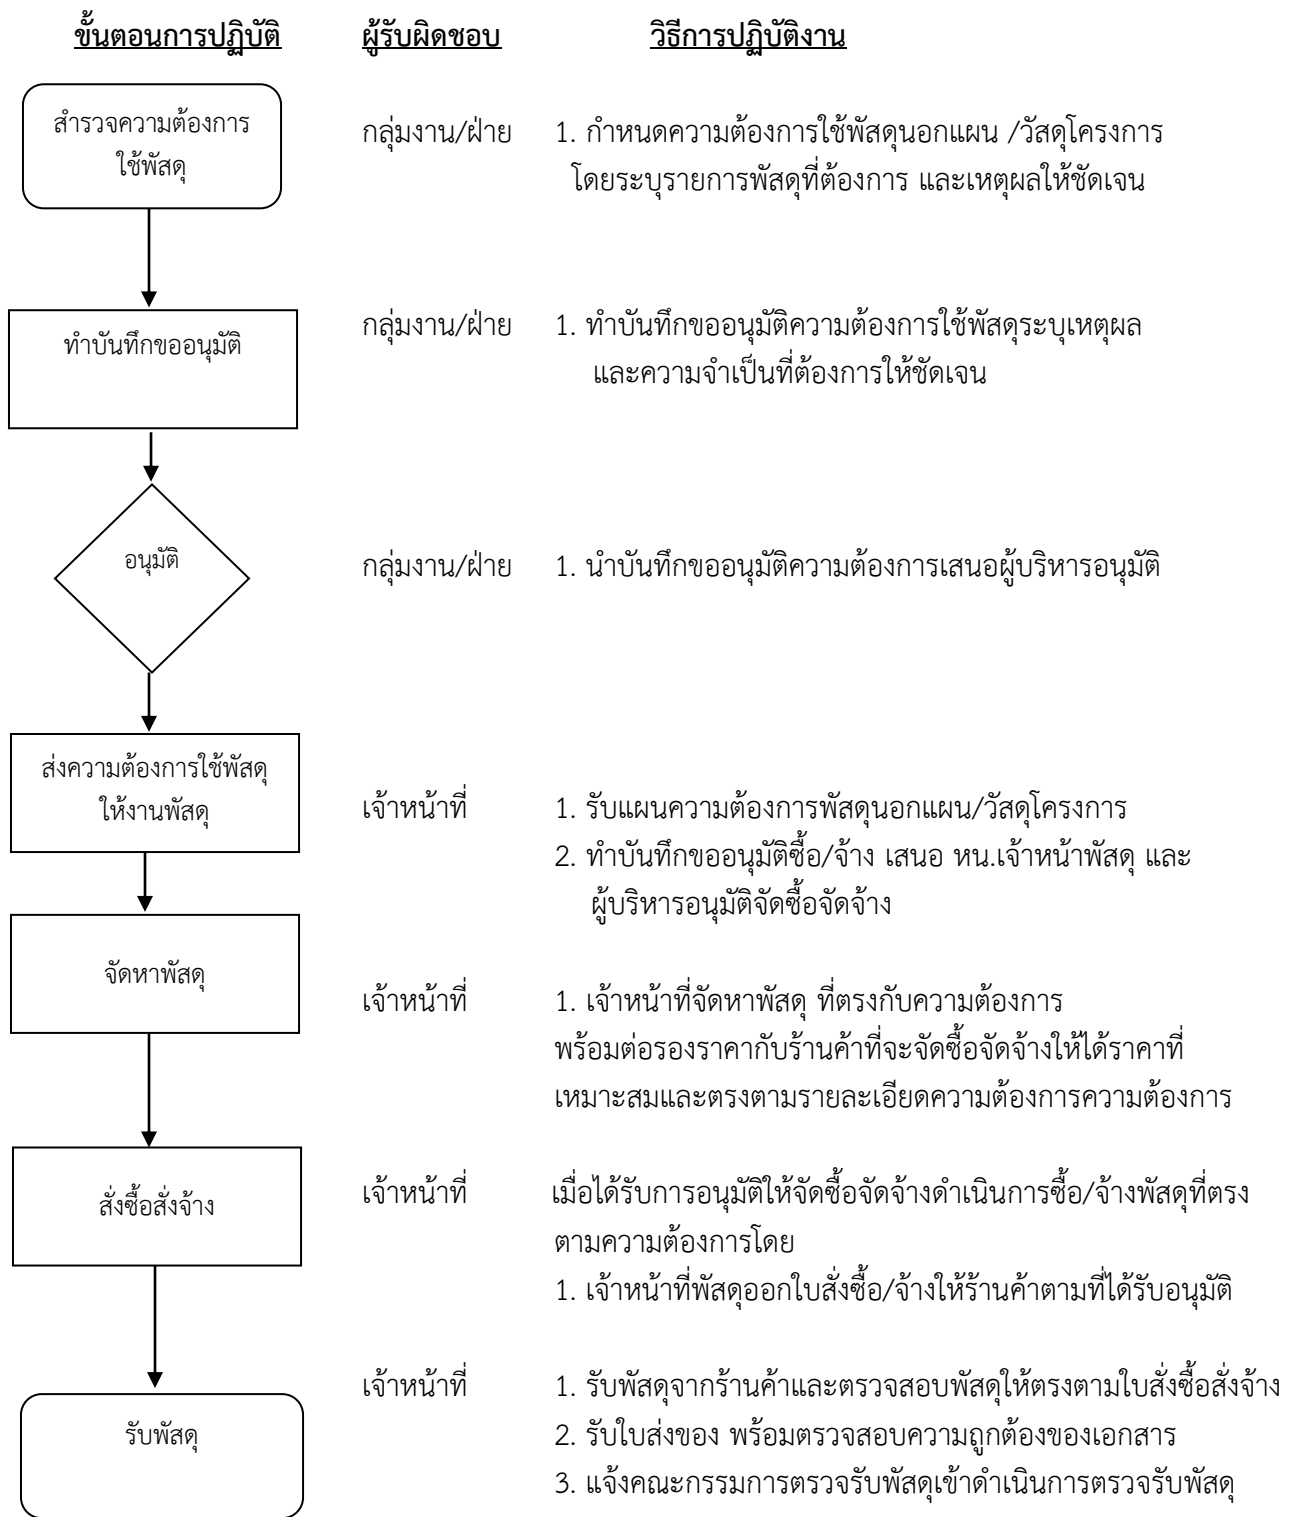 ขั้นตอนการปฏิบัติ ผู้รับผิดชอบ วิธีการปฏิบัติงาน
สำรวจความต้องการ
ใช้พัสดุ
กลุ่มงาน/ฝ่าย 1. กำหนดความต้องการใช้พัสดุนอกแผน /วัสดุโครงการ
โดยระบุรายการพัสดุที่ต้องการ และเหตุผลให้ชัดเจน
ทำบันทึกขออนุมัติ
กลุ่มงาน/ฝ่าย 1. ทำบันทึกขออนุมัติความต้องการใช้พัสดุระบุเหตุผล
และความจำเป็นที่ต้องการให้ชัดเจน
อนุมัติ
กลุ่มงาน/ฝ่าย 1. นำบันทึกขออนุมัติความต้องการเสนอผู้บริหารอนุมัติ
ส่งความต้องการใช้พัสดุ
ให้งานพัสดุ
เจ้าหน้าที่ 1. รับแผนความต้องการพัสดุนอกแผน/วัสดุโครงการ
2. ทำบันทึกขออนุมัติซื้อ/จ้าง เสนอ หน.เจ้าหน้าพัสดุ และ
ผู้บริหารอนุมัติจัดซื้อจัดจ้าง
จัดหาพัสดุ
เจ้าหน้าที่ 1. เจ้าหน้าที่จัดหาพัสดุ ที่ตรงกับความต้องการ
พร้อมต่อรองราคากับร้านค้าที่จะจัดซื้อจัดจ้างให้ได้ราคาที่
เหมาะสมและตรงตามรายละเอียดความต้องการความต้องการ
สั่งซื้อสั่งจ้าง
เจ้าหน้าที่ เมื่อได้รับการอนุมัติให้จัดซื้อจัดจ้างดำเนินการซื้อ/จ้างพัสดุที่ตรง
ตามความต้องการโดย
1. เจ้าหน้าที่พัสดุออกใบสั่งซื้อ/จ้างให้ร้านค้าตามที่ได้รับอนุมัติ
รับพัสดุ
เจ้าหน้าที่ 1. รับพัสดุจากร้านค้าและตรวจสอบพัสดุให้ตรงตามใบสั่งซื้อสั่งจ้าง
2. รับใบส่งของ พร้อมตรวจสอบความถูกต้องของเอกสาร
3. แจ้งคณะกรรมการตรวจรับพัสดุเข้าดำเนินการตรวจรับพัสดุ